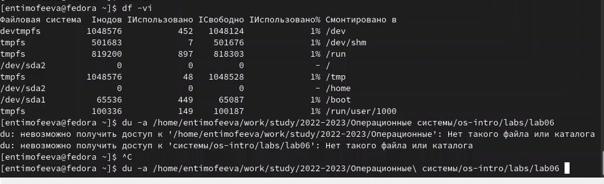 [entimofeeva@fedora ~]$ df -vi
Файловая система Iнодов IИспользовано IСвободно IИспользовано% Смонтировано в
devtmpfs 1048576 452 1048124 1% /dev
tmpfs 501683 7 501676 1% /dev/shm
tmpfs 819200 897 818303 1% /run
/dev/sda2 0 0 0 - /
tmpfs 1048576 48 1048528 1% /tmp
/dev/sda2 0 0 0 - /home
/dev/sda1 65536 449 65087 1% /boot
tmpfs 100336 149 100187 1% /run/user/1000
[entimofeeva@fedora ~]$ du -a /home/entimofeeva/work/study/2022-2023/Операционные системы/os-intro/labs/lab06
du: невозможно получить доступ к '/home/entimofeeva/work/study/2022-2023/Операционные': Нет такого файла или каталога
du: невозможно получить доступ к 'системы/os-intro/labs/lab06': Нет такого файла или каталога
[entimofeeva@fedora ~]$ ^C
[entimofeeva@fedora ~]$ du -a /home/entimofeeva/work/study/2022-2023/Операционные\ системы/os-intro/labs/lab06